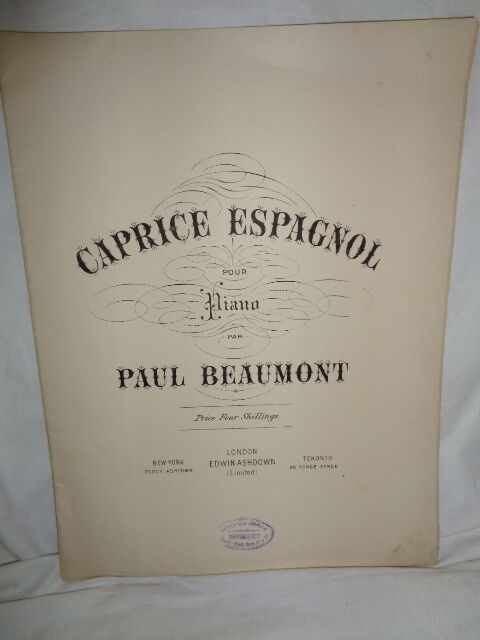 CAPRICE ESPAGNOL
POUR
Piano
PAR
PAUL BEAUMONT
Price Four Shillings
LONDON
NEW YORK EDWIN ASHDOWN TORONTO
PERCY ASHDOWN (Limited) 88 YONGE STREET